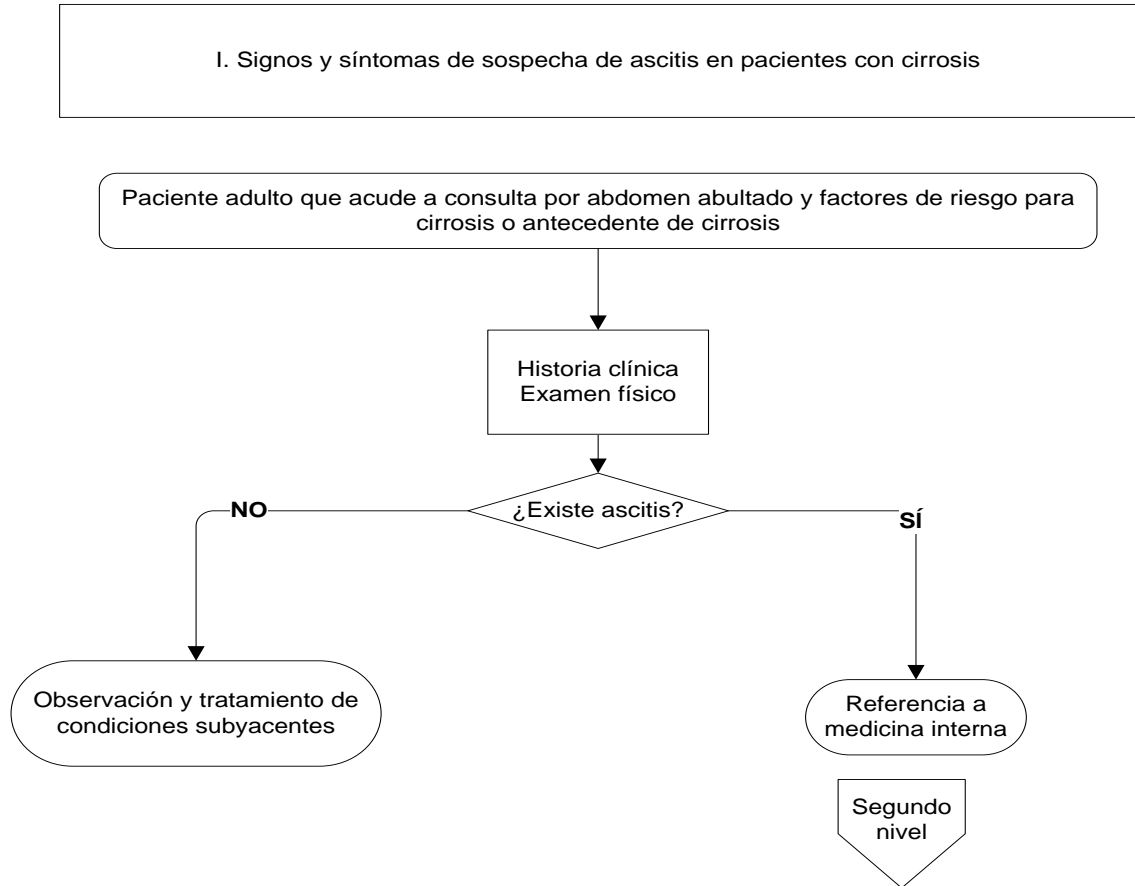 I. Signos y síntomas de sospecha de ascitis en pacientes con cirrosis
Paciente adulto que acude a consulta por abdomen abultado y factores de riesgo para
cirrosis o antecedente de cirrosis
Historia clínica
Examen físico
¿Existe ascitis?
NO
SÍ
Observación y tratamiento de
condiciones subyacentes
Referencia a
medicina interna
Segundo
nivel